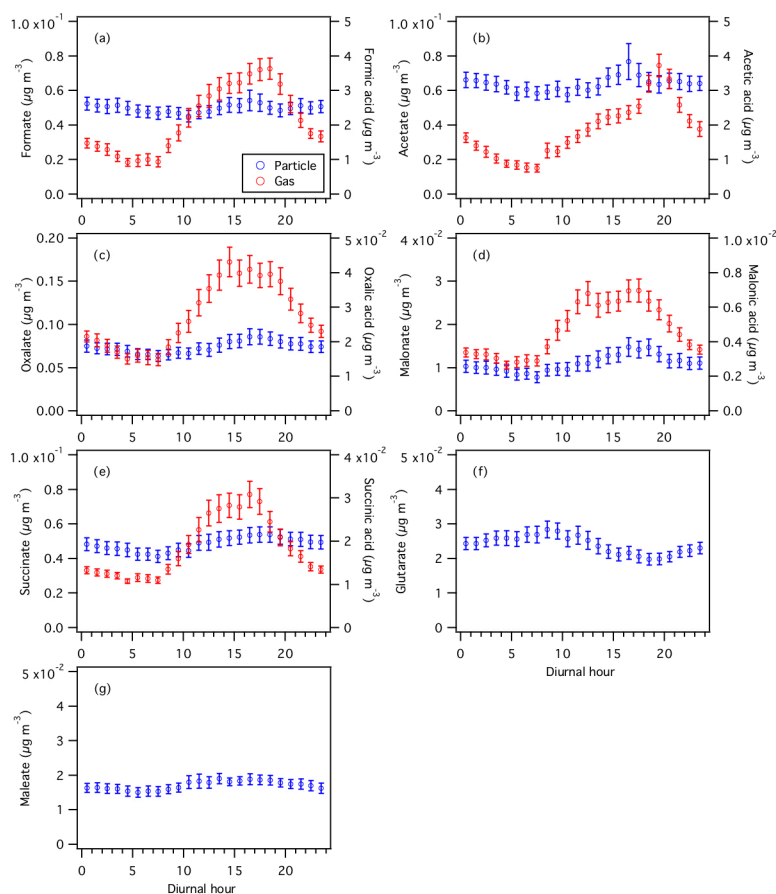 1.0 x10⁻¹
0.8
0.6
0.4
0.2
0.0
Formate (µg m⁻³)
(a)
5
4
3
2
1
0
Formic acid (µg m⁻³)
0 5 10 15 20
Particle
Gas
1.0 x10⁻¹
0.8
0.6
0.4
0.2
0.0
Acetate (µg m⁻³)
(b)
5
4
3
2
1
0
Acetic acid (µg m⁻³)
0 5 10 15 20
0.20
0.15
0.10
0.05
0.00
Oxalate (µg m⁻³)
(c)
5 x10⁻²
4
3
2
1
0
Oxalic acid (µg m⁻³)
0 5 10 15 20
4 x10⁻²
3
2
1
0
Malonate (µg m⁻³)
(d)
1.0 x10⁻²
0.8
0.6
0.4
0.2
0.0
Malonic acid (µg m⁻³)
0 5 10 15 20
1.0 x10⁻¹
0.8
0.6
0.4
0.2
0.0
Succinate (µg m⁻³)
(e)
4 x10⁻²
3
2
1
0
Succinic acid (µg m⁻³)
0 5 10 15 20
5 x10⁻²
4
3
2
1
0
Glutarate (µg m⁻³)
(f)
0 5 10 15 20
Diurnal hour
5 x10⁻²
4
3
2
1
0
Maleate (µg m⁻³)
(g)
0 5 10 15 20
Diurnal hour